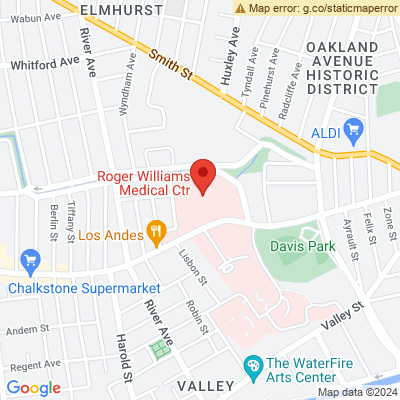 ELMHURST
Map error: g.co/staticmaperror
Wabun Ave
River Ave
Whitford Ave
Wyndham Ave
Smith St
Huxley Ave
Tyndall Ave
Pinehurst Ave
Radcliffe Ave
OAKLAND
AVENUE
HISTORIC
DISTRICT
ALDI
Roger Williams
Medical Ctr
Berlin St
Tiffany St
Los Andes
Davis Park
Ayrault St
Felix St
Zone St
Chalkstone Supermarket
Lisbon St
Robin St
River Ave
Harold St
Andem St
Regent Ave
Valley St
The WaterFire
Arts Center
VALLEY
Google
Map data ©2024